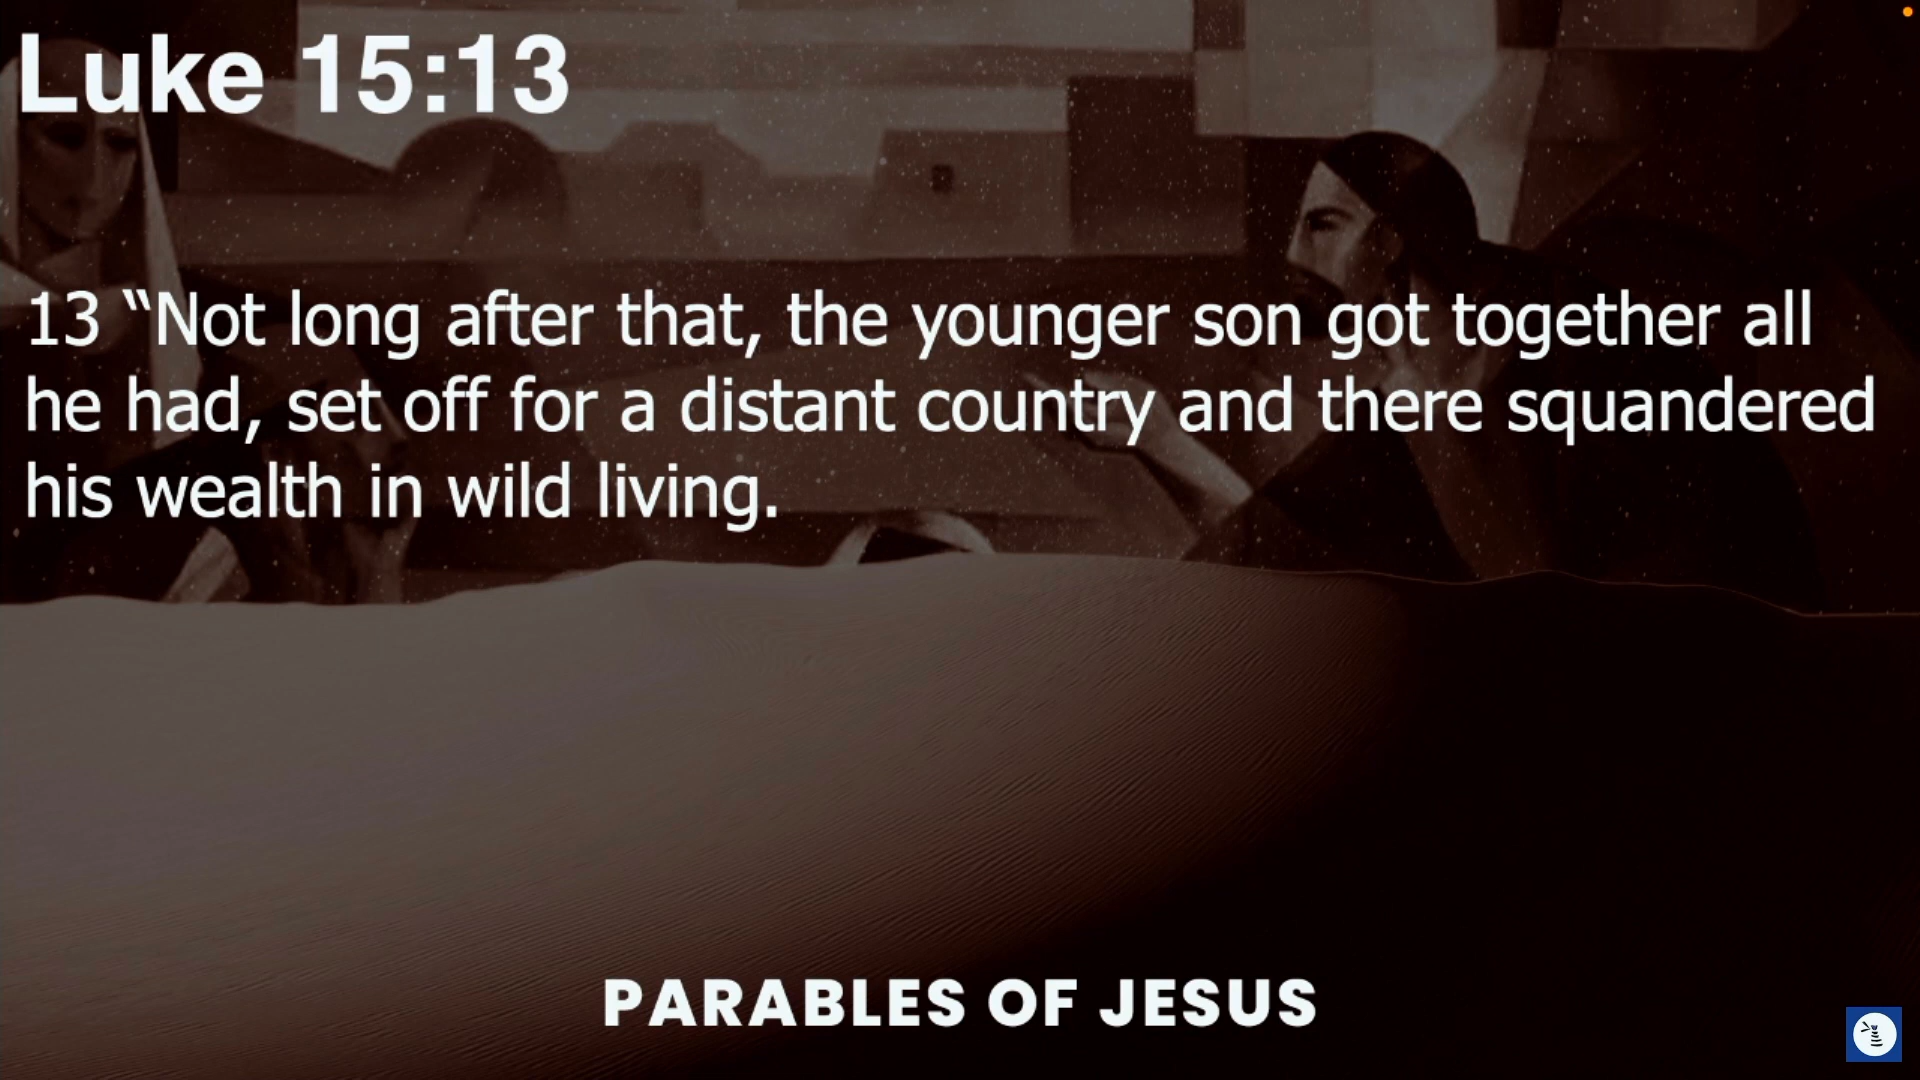 Luke 15:13
13 “Not long after that, the younger son got together all
he had, set off for a distant country and there squandered
his wealth in wild living.
PARABLES OF JESUS